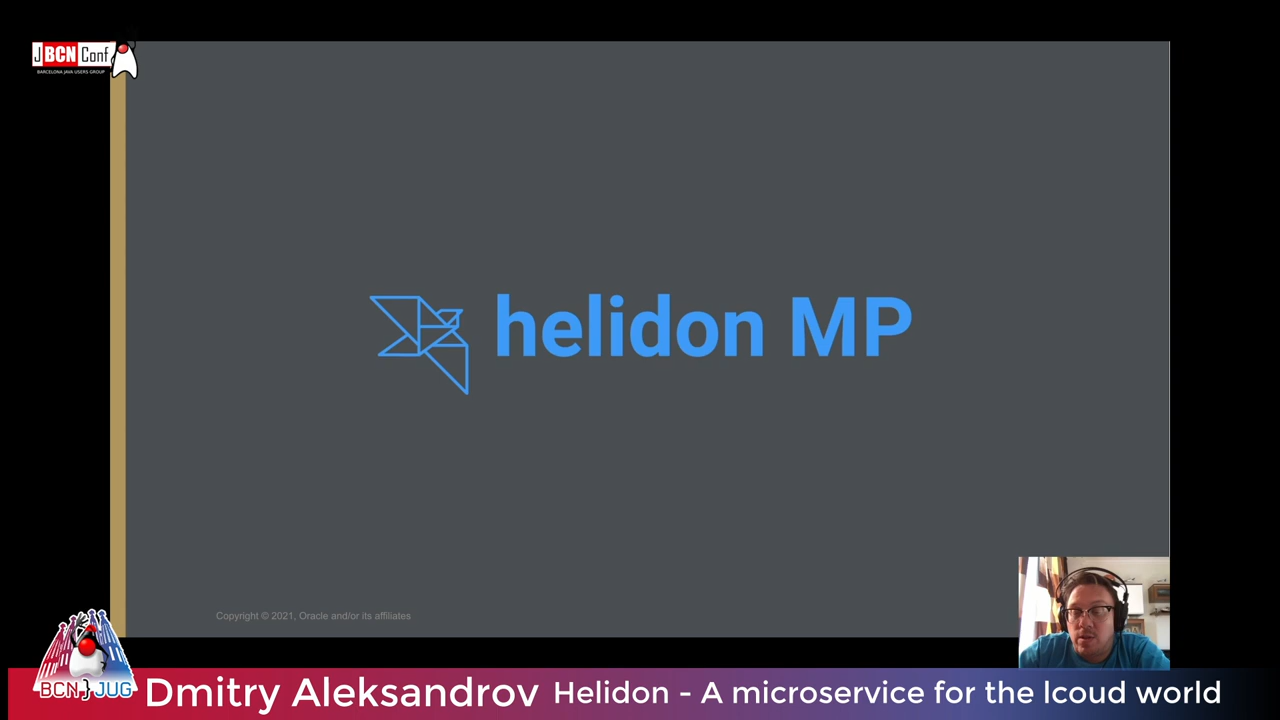 JBCNConf
BARCELONA JAVA USERS GROUP
helidon MP
Copyright © 2021, Oracle and/or its affiliates
BCN JUG
Dmitry Aleksandrov Helidon - A microservice for the lcoud world